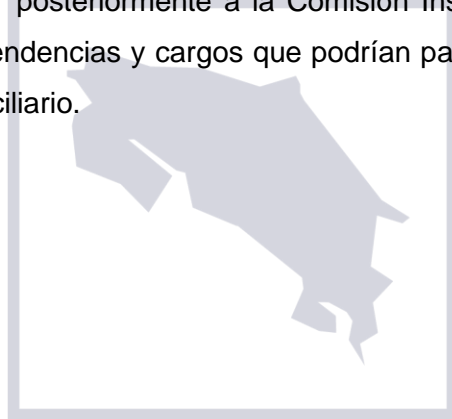 posteriormente a la Comisión Ins
endencias y cargos que podrían pa
ciliario.